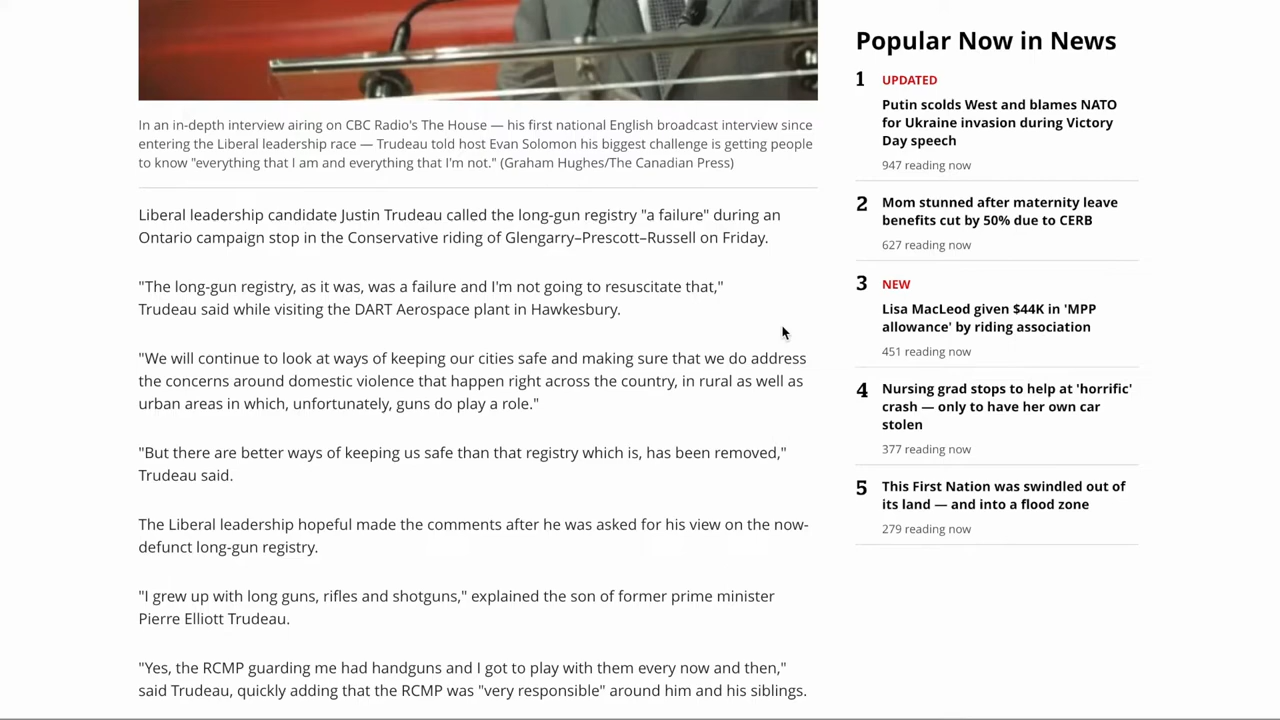 In an in-depth interview airing on CBC Radio's The House — his first national English broadcast interview since
entering the Liberal leadership race — Trudeau told host Evan Solomon his biggest challenge is getting people
to know "everything that I am and everything that I'm not." (Graham Hughes/The Canadian Press)
Liberal leadership candidate Justin Trudeau called the long-gun registry "a failure" during an
Ontario campaign stop in the Conservative riding of Glengarry–Prescott–Russell on Friday.
"The long-gun registry, as it was, was a failure and I'm not going to resuscitate that,"
Trudeau said while visiting the DART Aerospace plant in Hawkesbury.
"We will continue to look at ways of keeping our cities safe and making sure that we do address
the concerns around domestic violence that happen right across the country, in rural as well as
urban areas in which, unfortunately, guns do play a role."
"But there are better ways of keeping us safe than that registry which is, has been removed,"
Trudeau said.
The Liberal leadership hopeful made the comments after he was asked for his view on the now-
defunct long-gun registry.
"I grew up with long guns, rifles and shotguns," explained the son of former prime minister
Pierre Elliott Trudeau.
"Yes, the RCMP guarding me had handguns and I got to play with them every now and then,"
said Trudeau, quickly adding that the RCMP was "very responsible" around him and his siblings.
Popular Now in News
1 UPDATED
Putin scolds West and blames NATO
for Ukraine invasion during Victory
Day speech
947 reading now
2 Mom stunned after maternity leave
benefits cut by 50% due to CERB
627 reading now
3 NEW
Lisa MacLeod given $44K in 'MPP
allowance' by riding association
451 reading now
4 Nursing grad stops to help at 'horrific'
crash — only to have her own car
stolen
377 reading now
5 This First Nation was swindled out of
its land — and into a flood zone
279 reading now